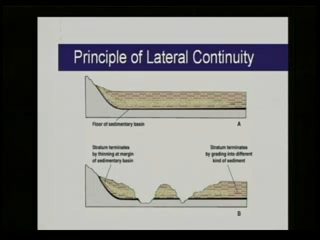 Principle of Lateral Continuity
Floor of sedimentary basin
A
Stratum terminates
by thinning at margin
of sedimentary basin
Stratum terminates
by grading into different
kind of sediment
B